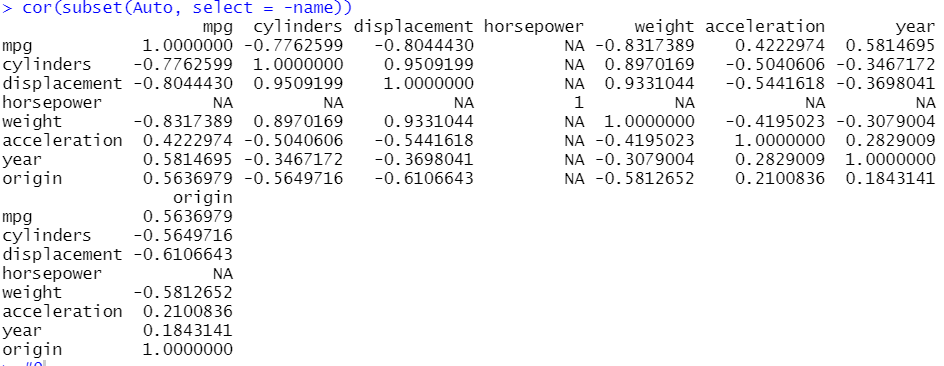 > cor(subset(Auto, select = -name))
mpg cylinders displacement horsepower weight acceleration year
mpg 1.0000000 -0.7762599 -0.8044430 NA -0.8317389 0.4222974 0.5814695
cylinders -0.7762599 1.0000000 0.9509199 NA 0.8970169 -0.5040606 -0.3467172
displacement -0.8044430 0.9509199 1.0000000 NA 0.9331044 -0.5441618 -0.3698041
horsepower NA NA NA 1 NA NA NA
weight -0.8317389 0.8970169 0.9331044 NA 1.0000000 -0.4195023 -0.3079004
acceleration 0.4222974 -0.5040606 -0.5441618 NA -0.4195023 1.0000000 0.2829009
year 0.5814695 -0.3467172 -0.3698041 NA -0.3079004 0.2829009 1.0000000
origin 0.5636979 -0.5649716 -0.6106643 NA -0.5812652 0.2100836 0.1843141
origin
mpg 0.5636979
cylinders -0.5649716
displacement -0.6106643
horsepower NA
weight -0.5812652
acceleration 0.2100836
year 0.1843141
origin 1.0000000